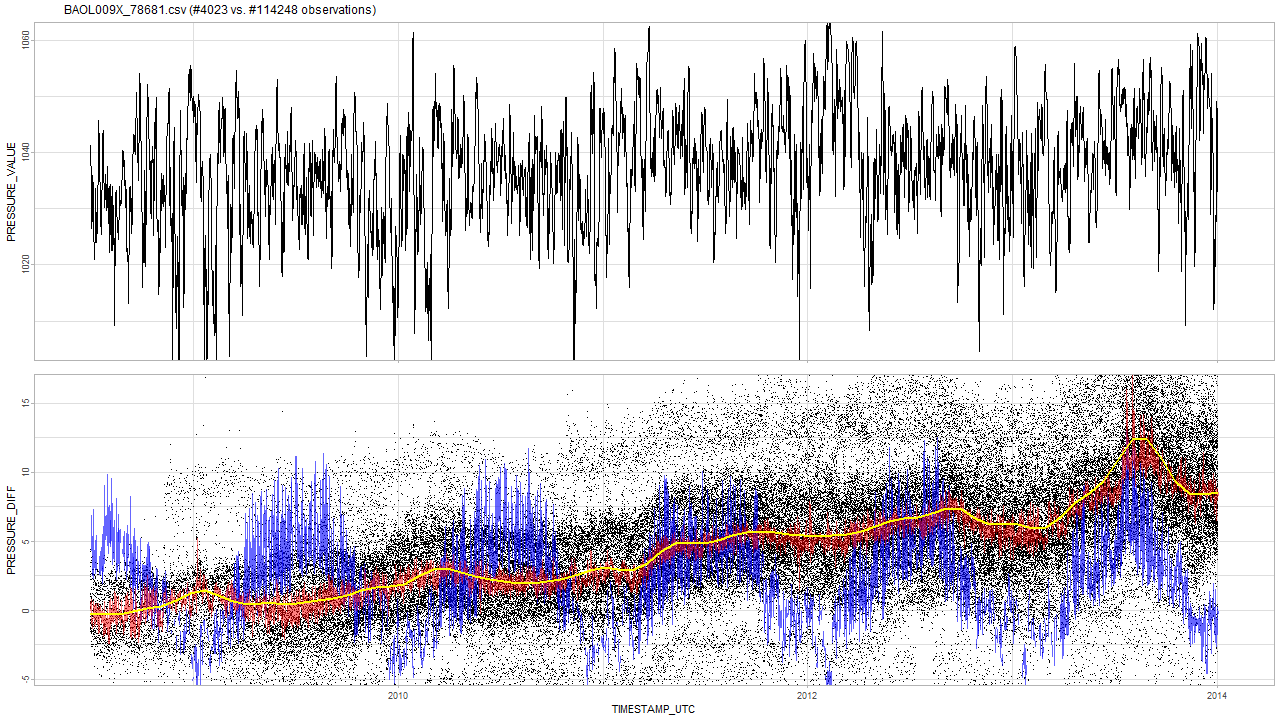 BAOL009X_78681.csv (#4023 vs. #114248 observations)
PRESSURE_VALUE
1060
1040
1020
PRESSURE_DIFF
15
10
5
0
-5
2010
2012
2014
TIMESTAMP_UTC